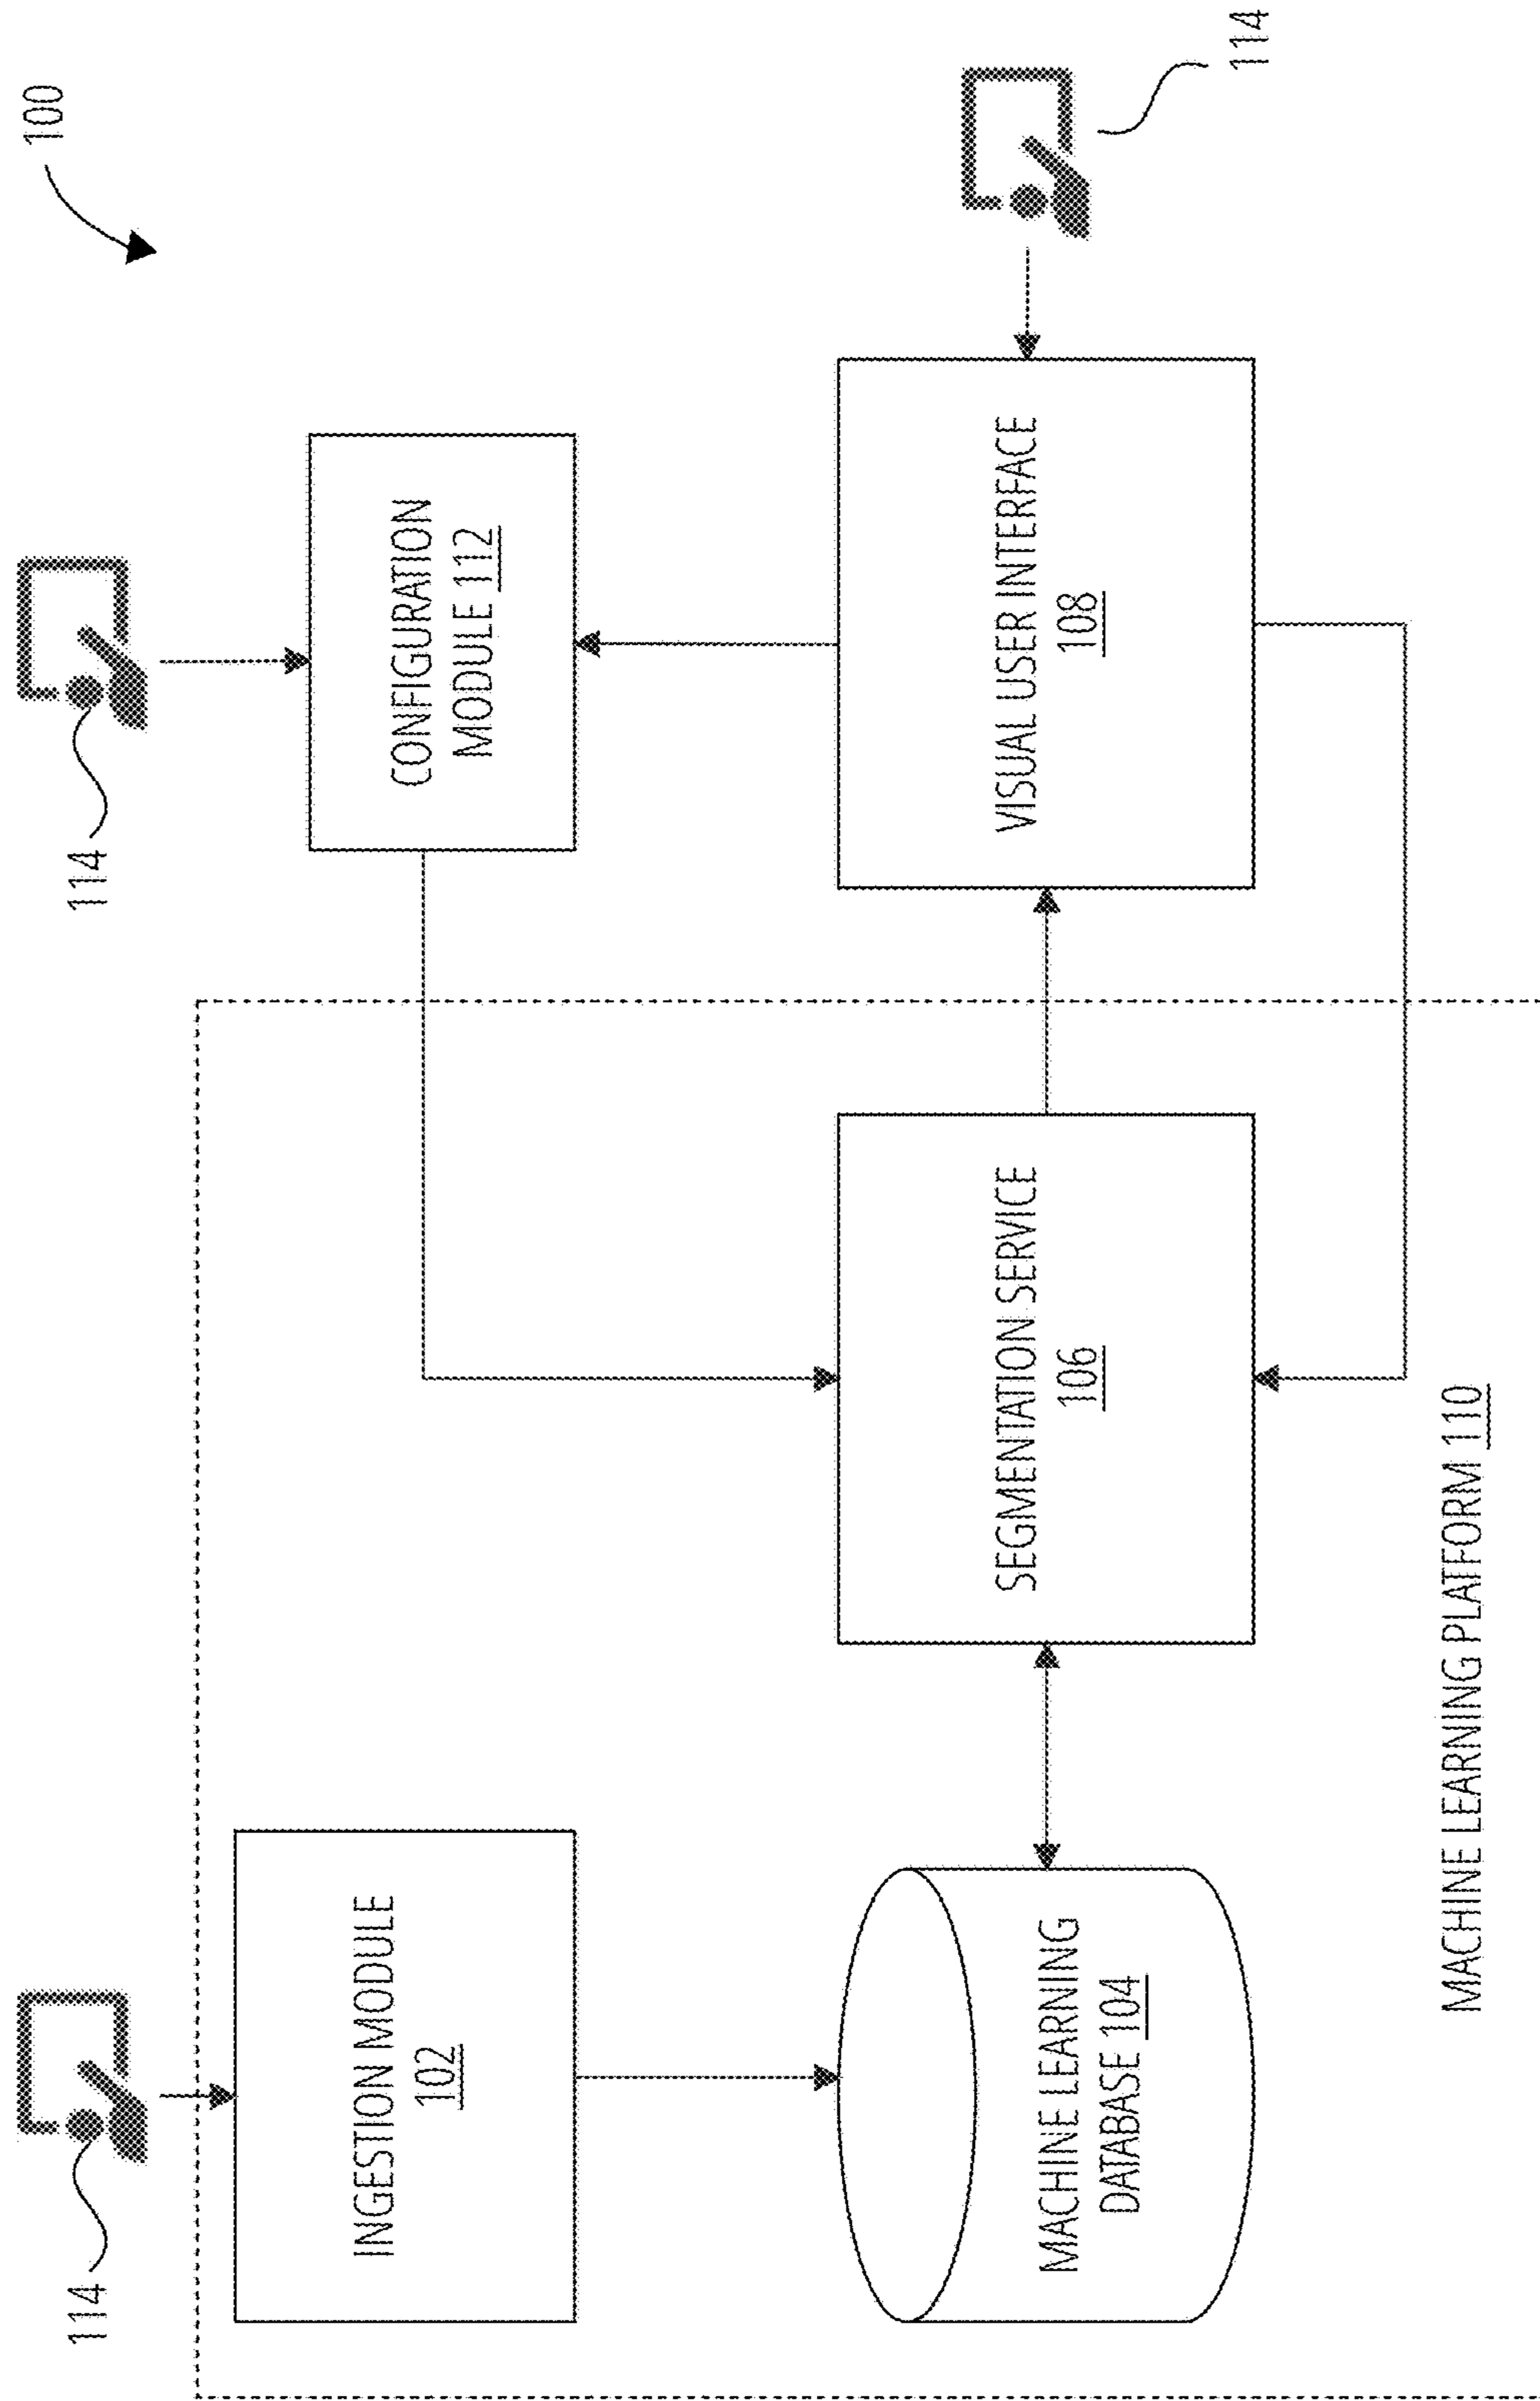 100
114
114
114
INGESTION MODULE
102
CONFIGURATION
MODULE 112
MACHINE LEARNING
DATABASE 104
SEGMENTATION SERVICE
106
VISUAL USER INTERFACE
108
MACHINE LEARNING PLATFORM 110